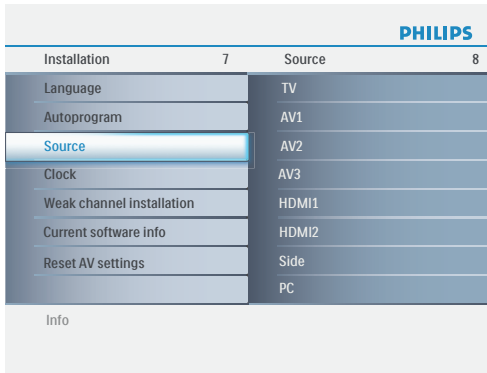 PHILIPS
Installation 7 Source 8
Language TV
Autoprogram AV1
Source AV2
Clock AV3
Weak channel installation HDMI1
Current software info HDMI2
Reset AV settings Side
PC
Info